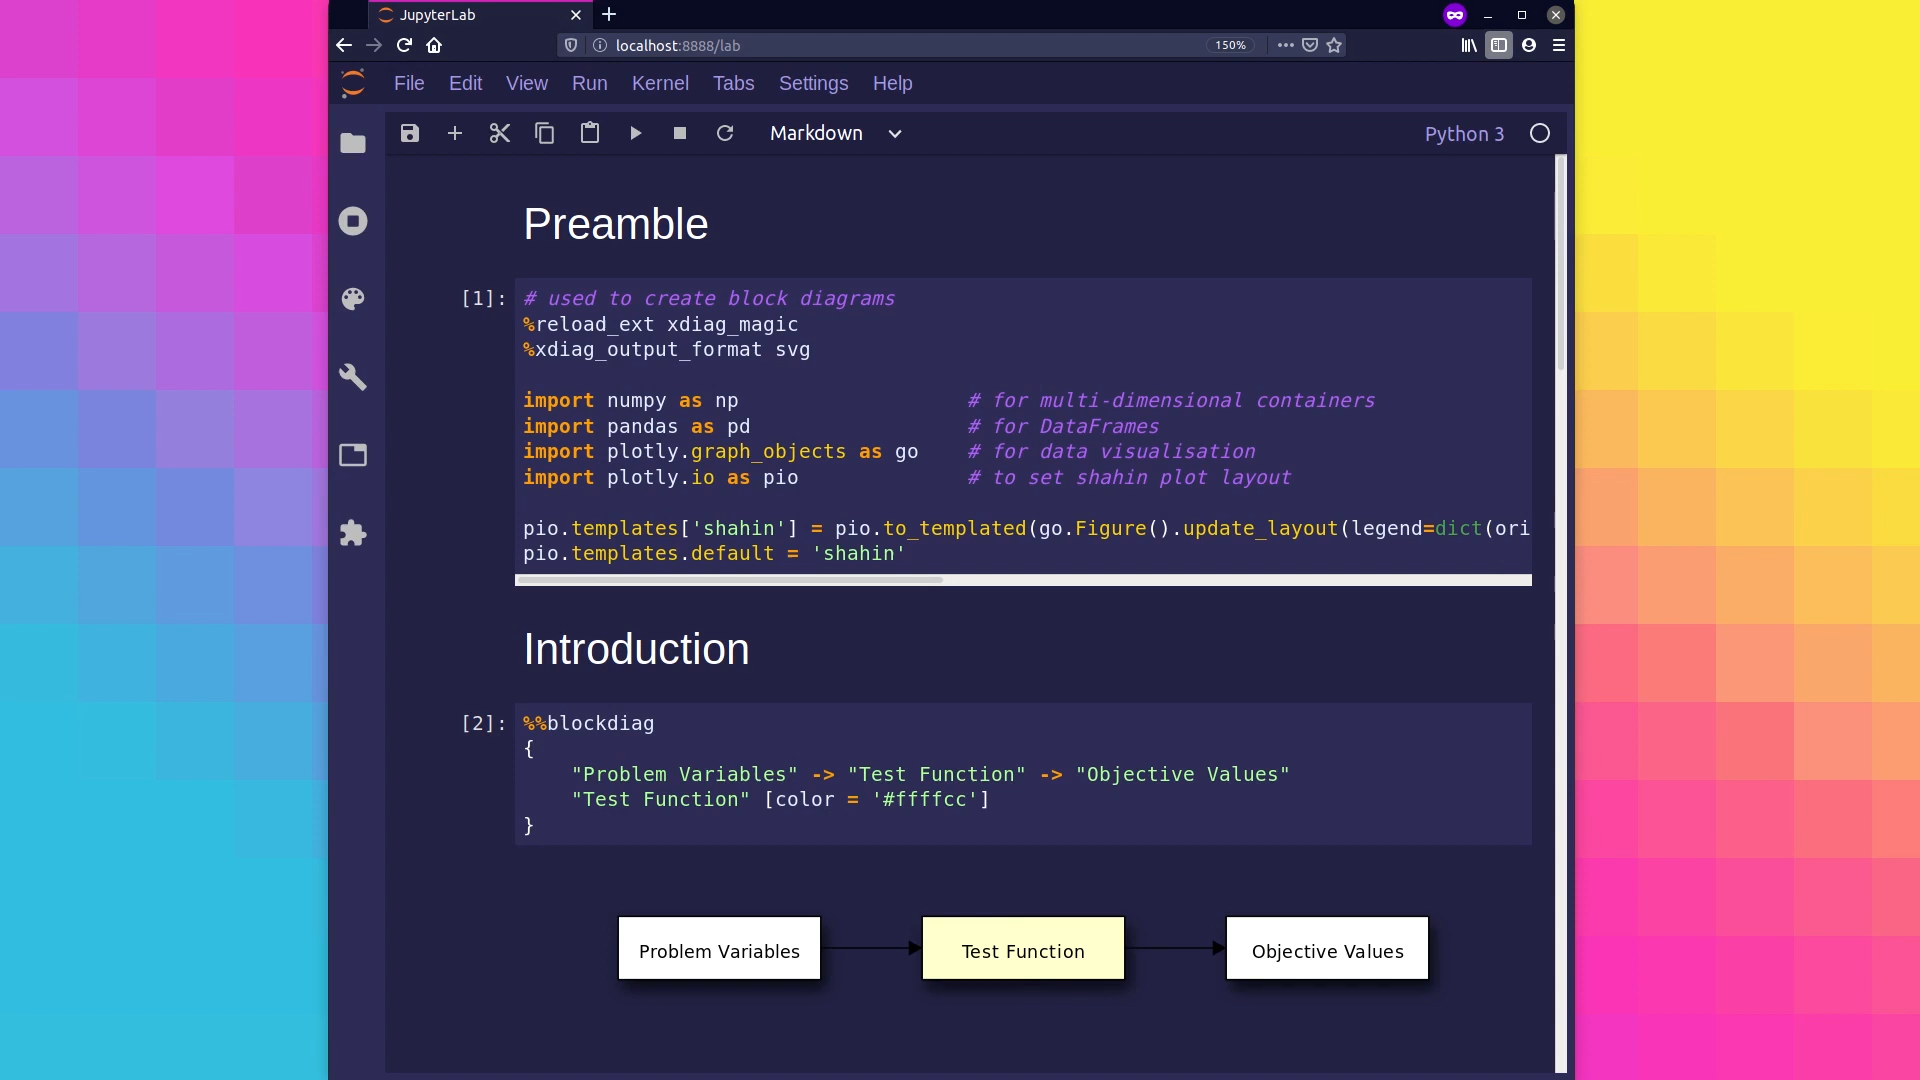 JupyterLab
localhost:8888/lab
150%
File Edit View Run Kernel Tabs Settings Help
Markdown
Python 3
Preamble
[1]:
# used to create block diagrams
%reload_ext xdiag_magic
%xdiag_output_format svg
import numpy as np # for multi-dimensional containers
import pandas as pd # for DataFrames
import plotly.graph_objects as go # for data visualisation
import plotly.io as pio # to set shahin plot layout
pio.templates['shahin'] = pio.to_templated(go.Figure().update_layout(legend=dict(ori
pio.templates.default = 'shahin'
Introduction
[2]:
%%blockdiag
{
"Problem Variables" -> "Test Function" -> "Objective Values"
"Test Function" [color = '#ffffcc']
}
Problem Variables
Test Function
Objective Values